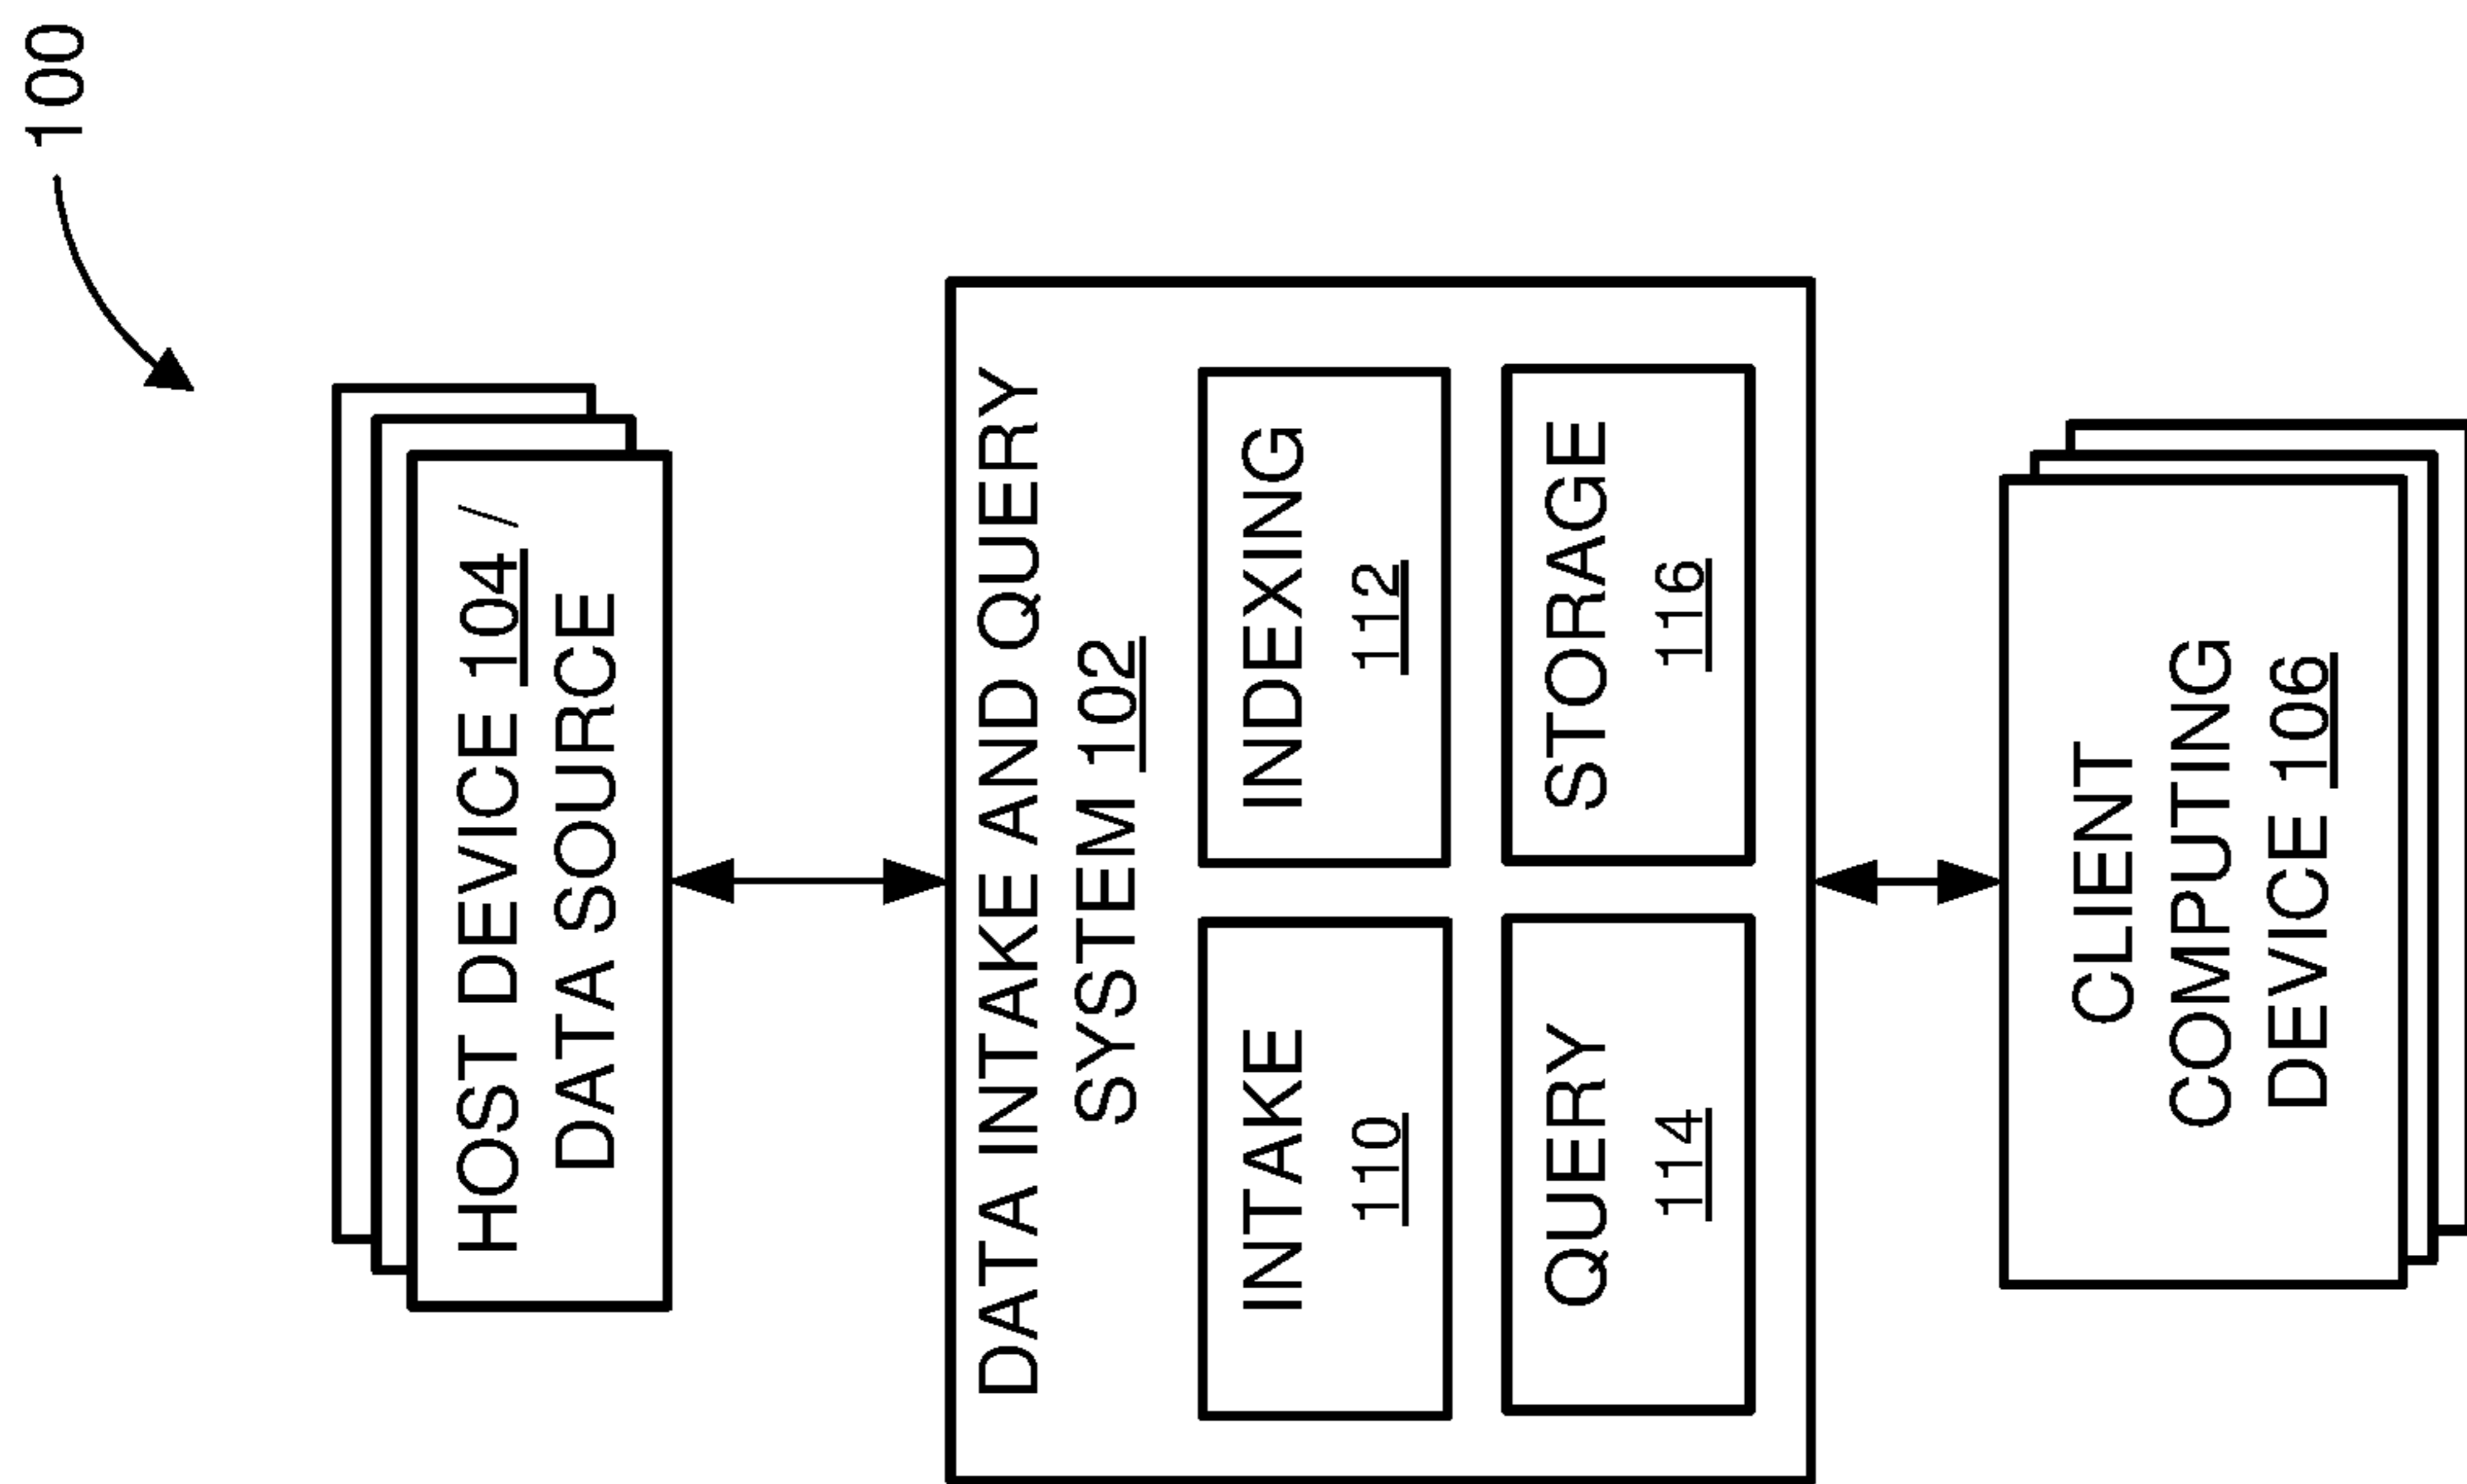 100
HOST DEVICE 104 /
DATA SOURCE
DATA INTAKE AND QUERY
SYSTEM 102
INTAKE
110
INDEXING
112
QUERY
114
STORAGE
116
CLIENT
COMPUTING
DEVICE 106